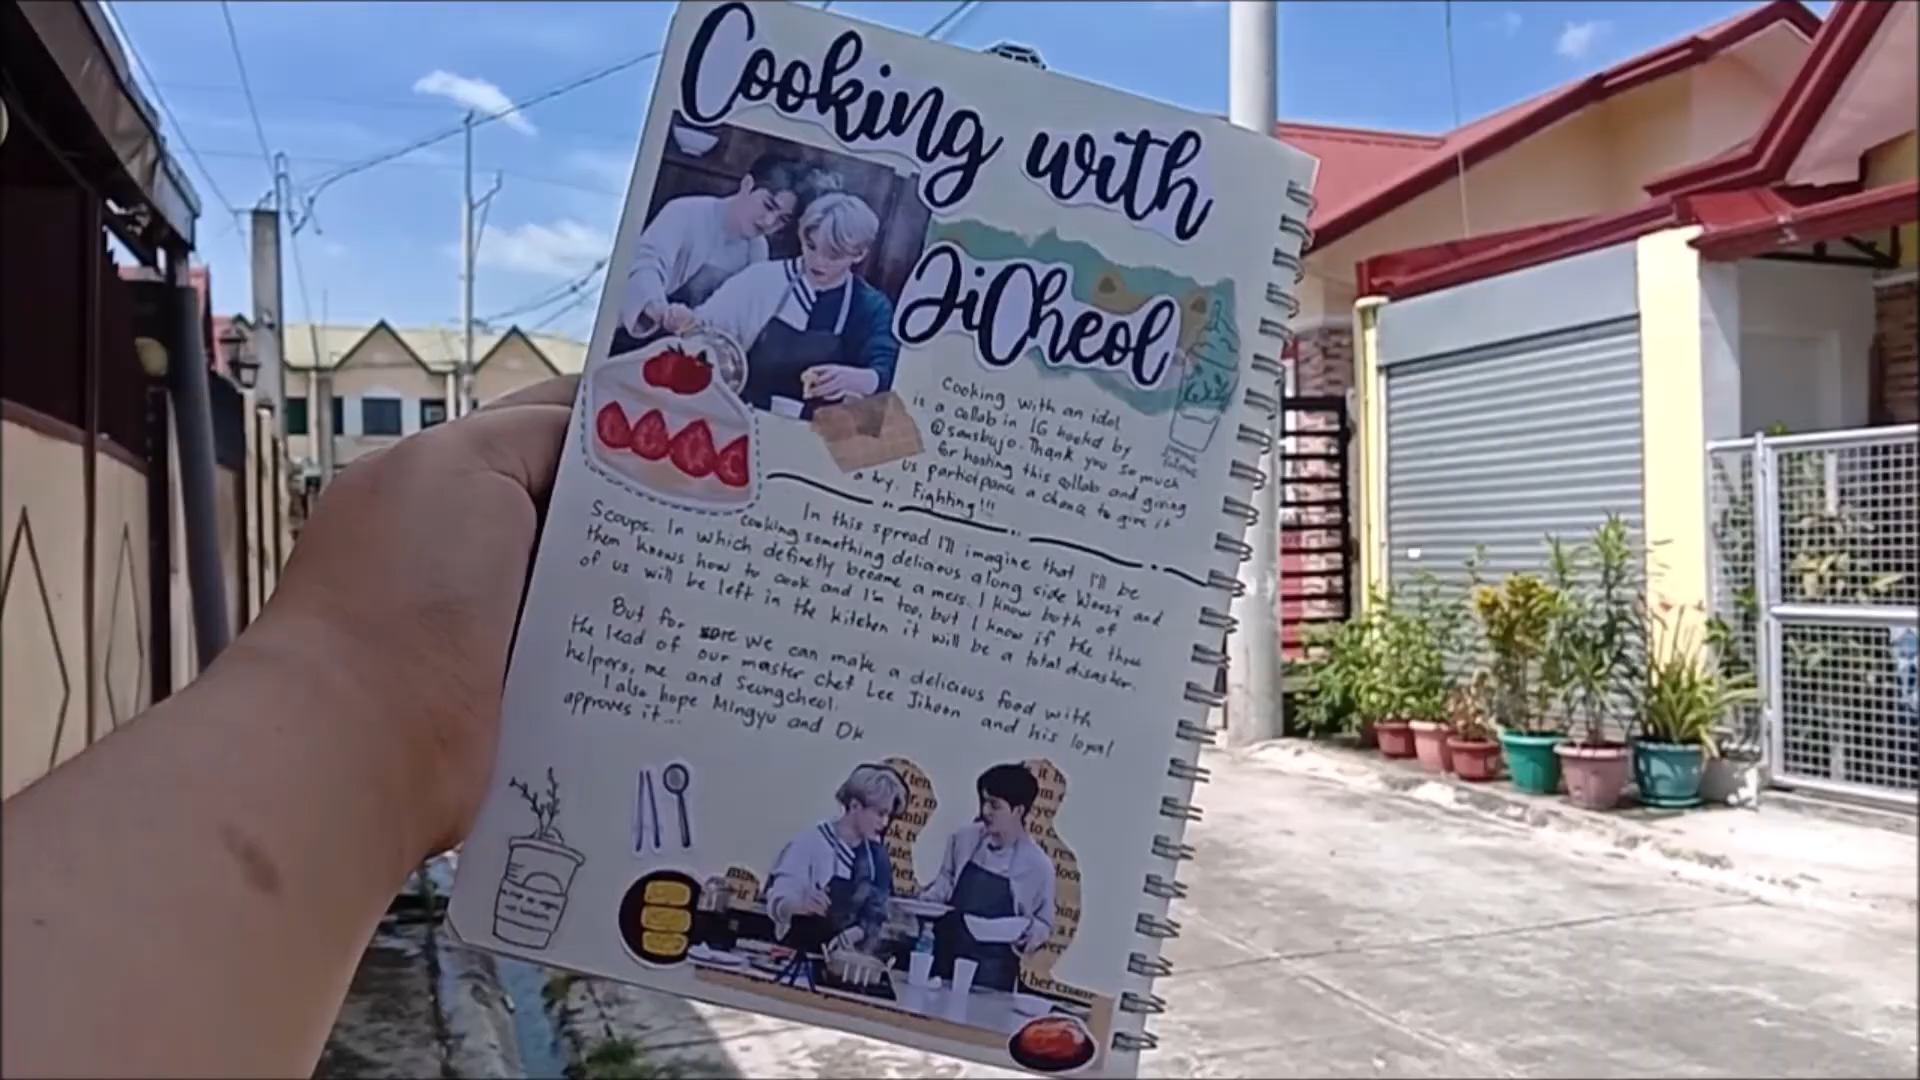 Cooking with
JiCheol
Cooking with an idol
is a collab in IG hosted by
@sansbujo. Thank you so much
for hosting this collab and giving
us participance a chance to give it
a try. Fighting!!!
In this spread I'll imagine that I'll be
cooking something delicious along side Woozi and
Scoups. In which definetly became a mess. I know both of
them knows how to cook and I'm too, but I know if the three
of us will be left in the kitchen it will be a total disaster.
But for sure we can make a delicious food with
the lead of our master chef Lee Jihoon and his loyal
helpers, me and Seungcheol.
I also hope Mingyu and Dk
approves it...